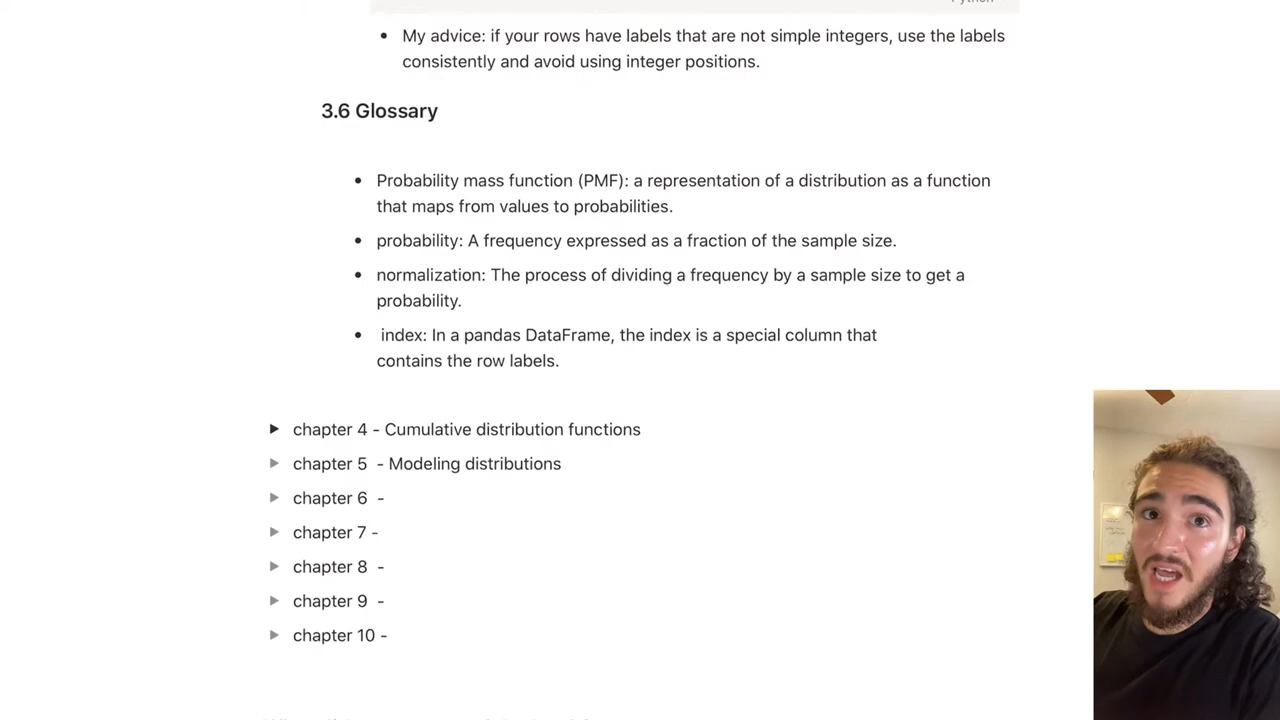 My advice: if your rows have labels that are not simple integers, use the labels
consistently and avoid using integer positions.
3.6 Glossary
Probability mass function (PMF): a representation of a distribution as a function
that maps from values to probabilities.
probability: A frequency expressed as a fraction of the sample size.
normalization: The process of dividing a frequency by a sample size to get a
probability.
index: In a pandas DataFrame, the index is a special column that
contains the row labels.
chapter 4 - Cumulative distribution functions
chapter 5 - Modeling distributions
chapter 6 -
chapter 7 -
chapter 8 -
chapter 9 -
chapter 10 -